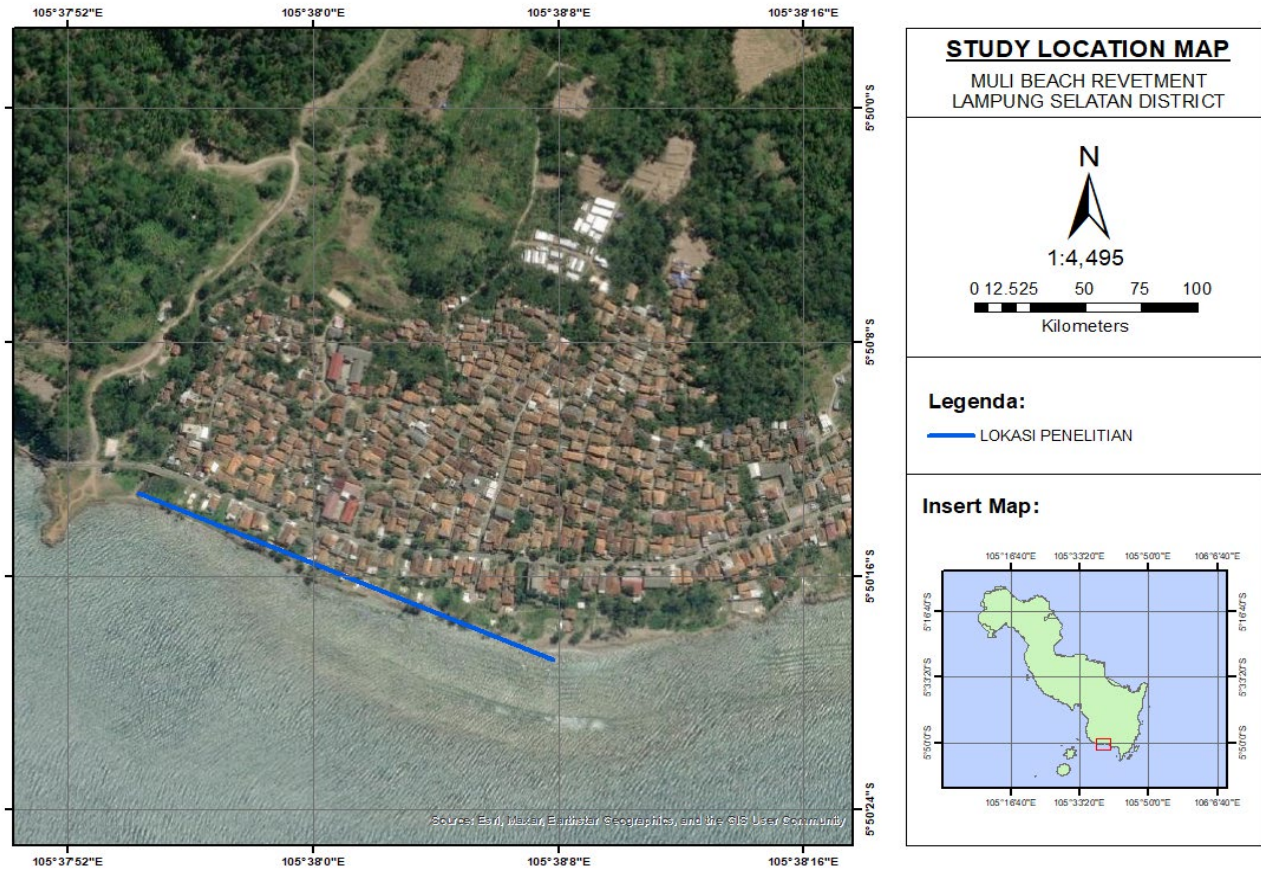 105°37'52"E 105°38'0"E 105°38'8"E 105°38'16"E
5°50'0"S
5°50'8"S
5°50'16"S
5°50'24"S
Source: Esri, Maxar, Earthstar Geographics, and the GIS User Community
105°37'52"E 105°38'0"E 105°38'8"E 105°38'16"E
STUDY LOCATION MAP
MULI BEACH REVETMENT
LAMPUNG SELATAN DISTRICT
N
1:4,495
0 12.525 50 75 100
Kilometers
Legenda:
LOKASI PENELITIAN
Insert Map:
105°16'40"E 105°33'20"E 105°50'0"E 106°6'40"E
5°16'40"S 5°16'40"S
5°33'20"S 5°33'20"S
5°50'0"S 5°50'0"S
105°16'40"E 105°33'20"E 105°50'0"E 106°6'40"E